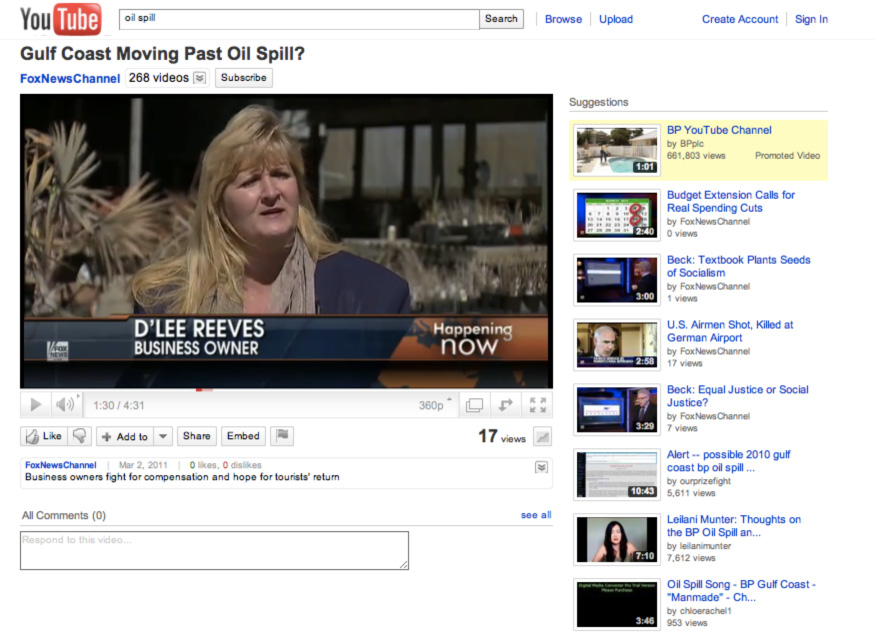 YouTube
oil spill
Search
Browse
Upload
Create Account
Sign In
Gulf Coast Moving Past Oil Spill?
FoxNewsChannel 268 videos
Subscribe
D'LEE REEVES
BUSINESS OWNER
FOX
NEWS
Happening
now
1:30 / 4:31
360p
Like
Add to
Share
Embed
17 views
FoxNewsChannel | Mar 2, 2011 | 0 likes, 0 dislikes
Business owners fight for compensation and hope for tourists' return
All Comments (0)
see all
Respond to this video...
Suggestions
1:01
BP YouTube Channel
by BPplc
661,803 views
Promoted Video
2:40
Budget Extension Calls for
Real Spending Cuts
by FoxNewsChannel
0 views
3:00
Beck: Textbook Plants Seeds
of Socialism
by FoxNewsChannel
1 views
2:58
U.S. Airmen Shot, Killed at
German Airport
by FoxNewsChannel
17 views
3:29
Beck: Equal Justice or Social
Justice?
by FoxNewsChannel
7 views
10:43
Alert -- possible 2010 gulf
coast bp oil spill ...
by ourprizefight
5,611 views
7:10
Leilani Munter: Thoughts on
the BP Oil Spill an...
by leilanimunter
7,612 views
Digital Media Converter Pro Trial Version
Please Purchase
3:46
Oil Spill Song - BP Gulf Coast -
"Manmade" - Ch...
by chloerachel1
953 views